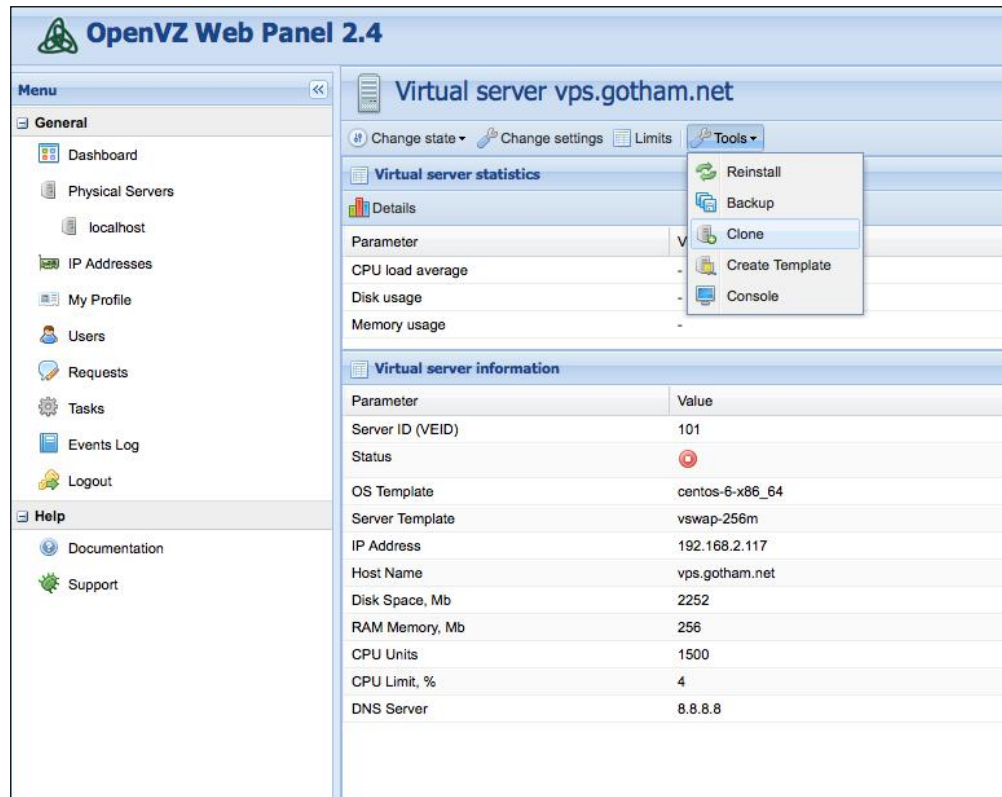 OpenVZ Web Panel 2.4
Menu
General
Dashboard
Physical Servers
localhost
IP Addresses
My Profile
Users
Requests
Tasks
Events Log
Logout
Help
Documentation
Support
Virtual server vps.gotham.net
Change state Change settings Limits Tools
Reinstall
Backup
Clone
Create Template
Console
Virtual server statistics
Details
Parameter V
CPU load average -
Disk usage -
Memory usage -
Virtual server information
Parameter Value
Server ID (VEID) 101
Status
OS Template centos-6-x86_64
Server Template vswap-256m
IP Address 192.168.2.117
Host Name vps.gotham.net
Disk Space, Mb 2252
RAM Memory, Mb 256
CPU Units 1500
CPU Limit, % 4
DNS Server 8.8.8.8